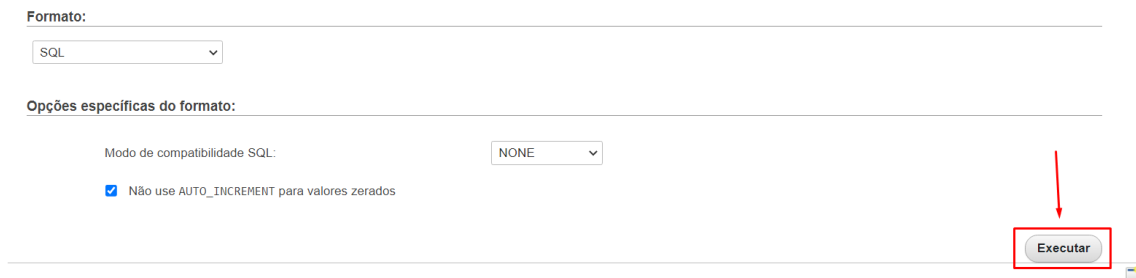 Formato:
SQL
Opções específicas do formato:
Modo de compatibilidade SQL: NONE
Não use AUTO_INCREMENT para valores zerados
Executar